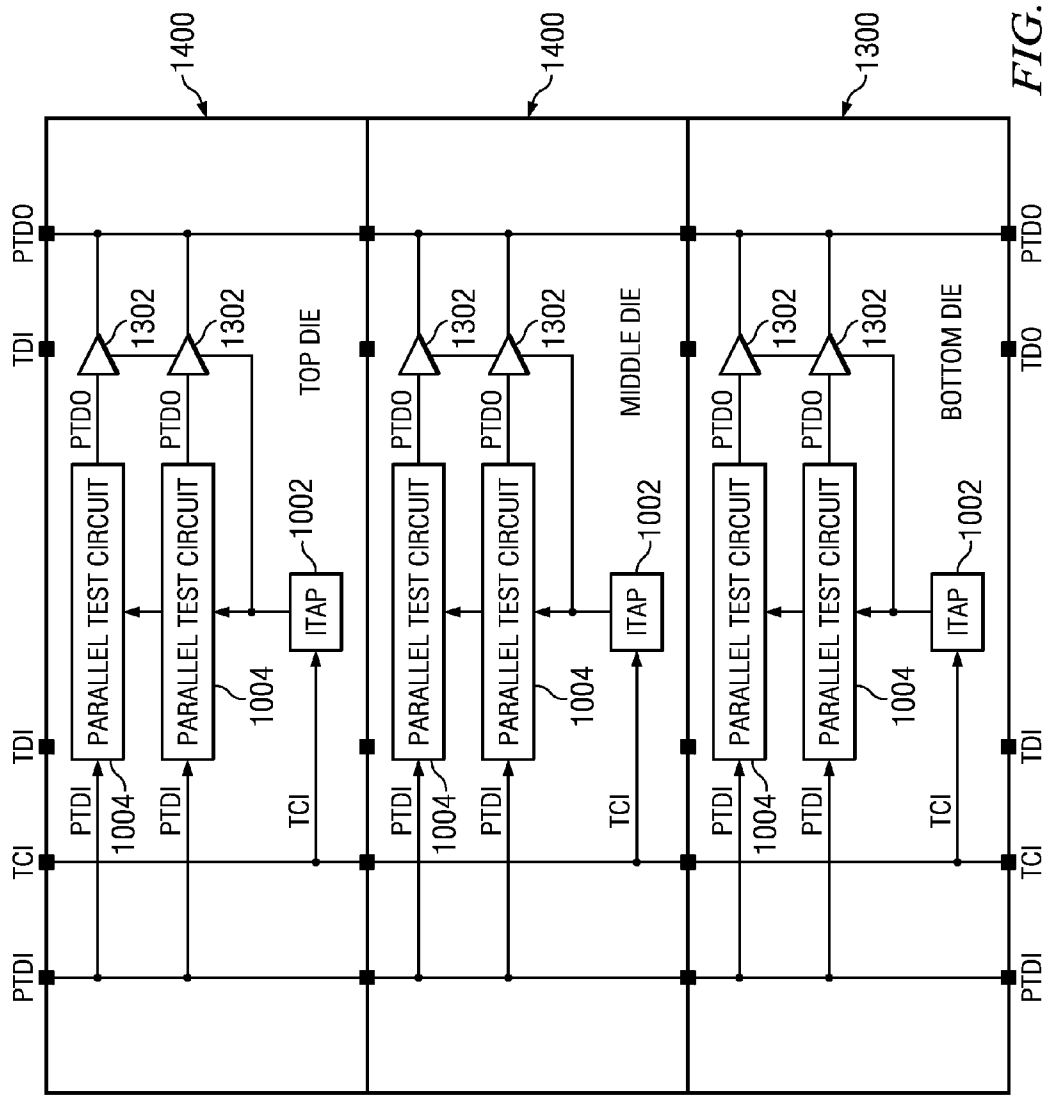 PTDI TCI TDI TDI PTDO
PTDI PARALLEL TEST CIRCUIT PTDO
1004 1302
1400
PTDI PARALLEL TEST CIRCUIT PTDO
1004 1302
TCI ITAP 1002 TOP DIE
PTDI PARALLEL TEST CIRCUIT PTDO
1004 1302
1400
PTDI PARALLEL TEST CIRCUIT PTDO
1004 1302
TCI ITAP 1002 MIDDLE DIE
PTDI PARALLEL TEST CIRCUIT PTDO
1004 1302
1300
PTDI PARALLEL TEST CIRCUIT PTDO
1004 1302
TCI ITAP 1002 BOTTOM DIE
PTDI TCI TDI TDO PTDO
FIG.